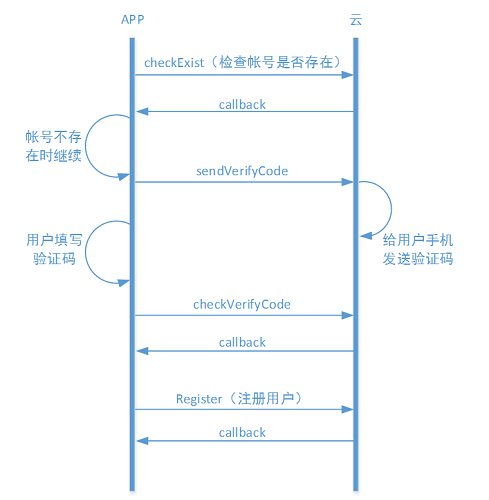 APP
云
checkExist（检查帐号是否存在）
callback
帐号不存
在时继续
sendVerifyCode
用户填写
验证码
给用户手机
发送验证码
checkVerifyCode
callback
Register（注册用户）
callback